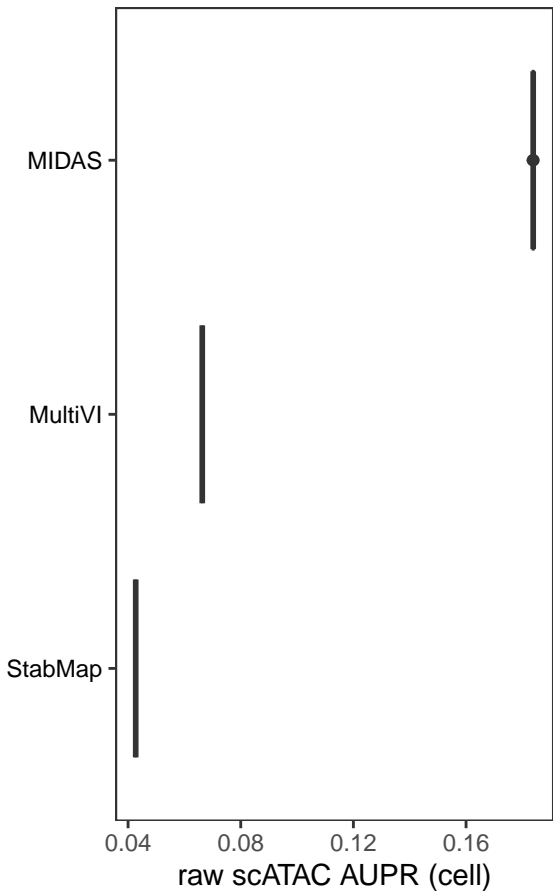 MIDAS
MultiVI
StabMap
0.04 0.08 0.12 0.16
raw scATAC AUPR (cell)